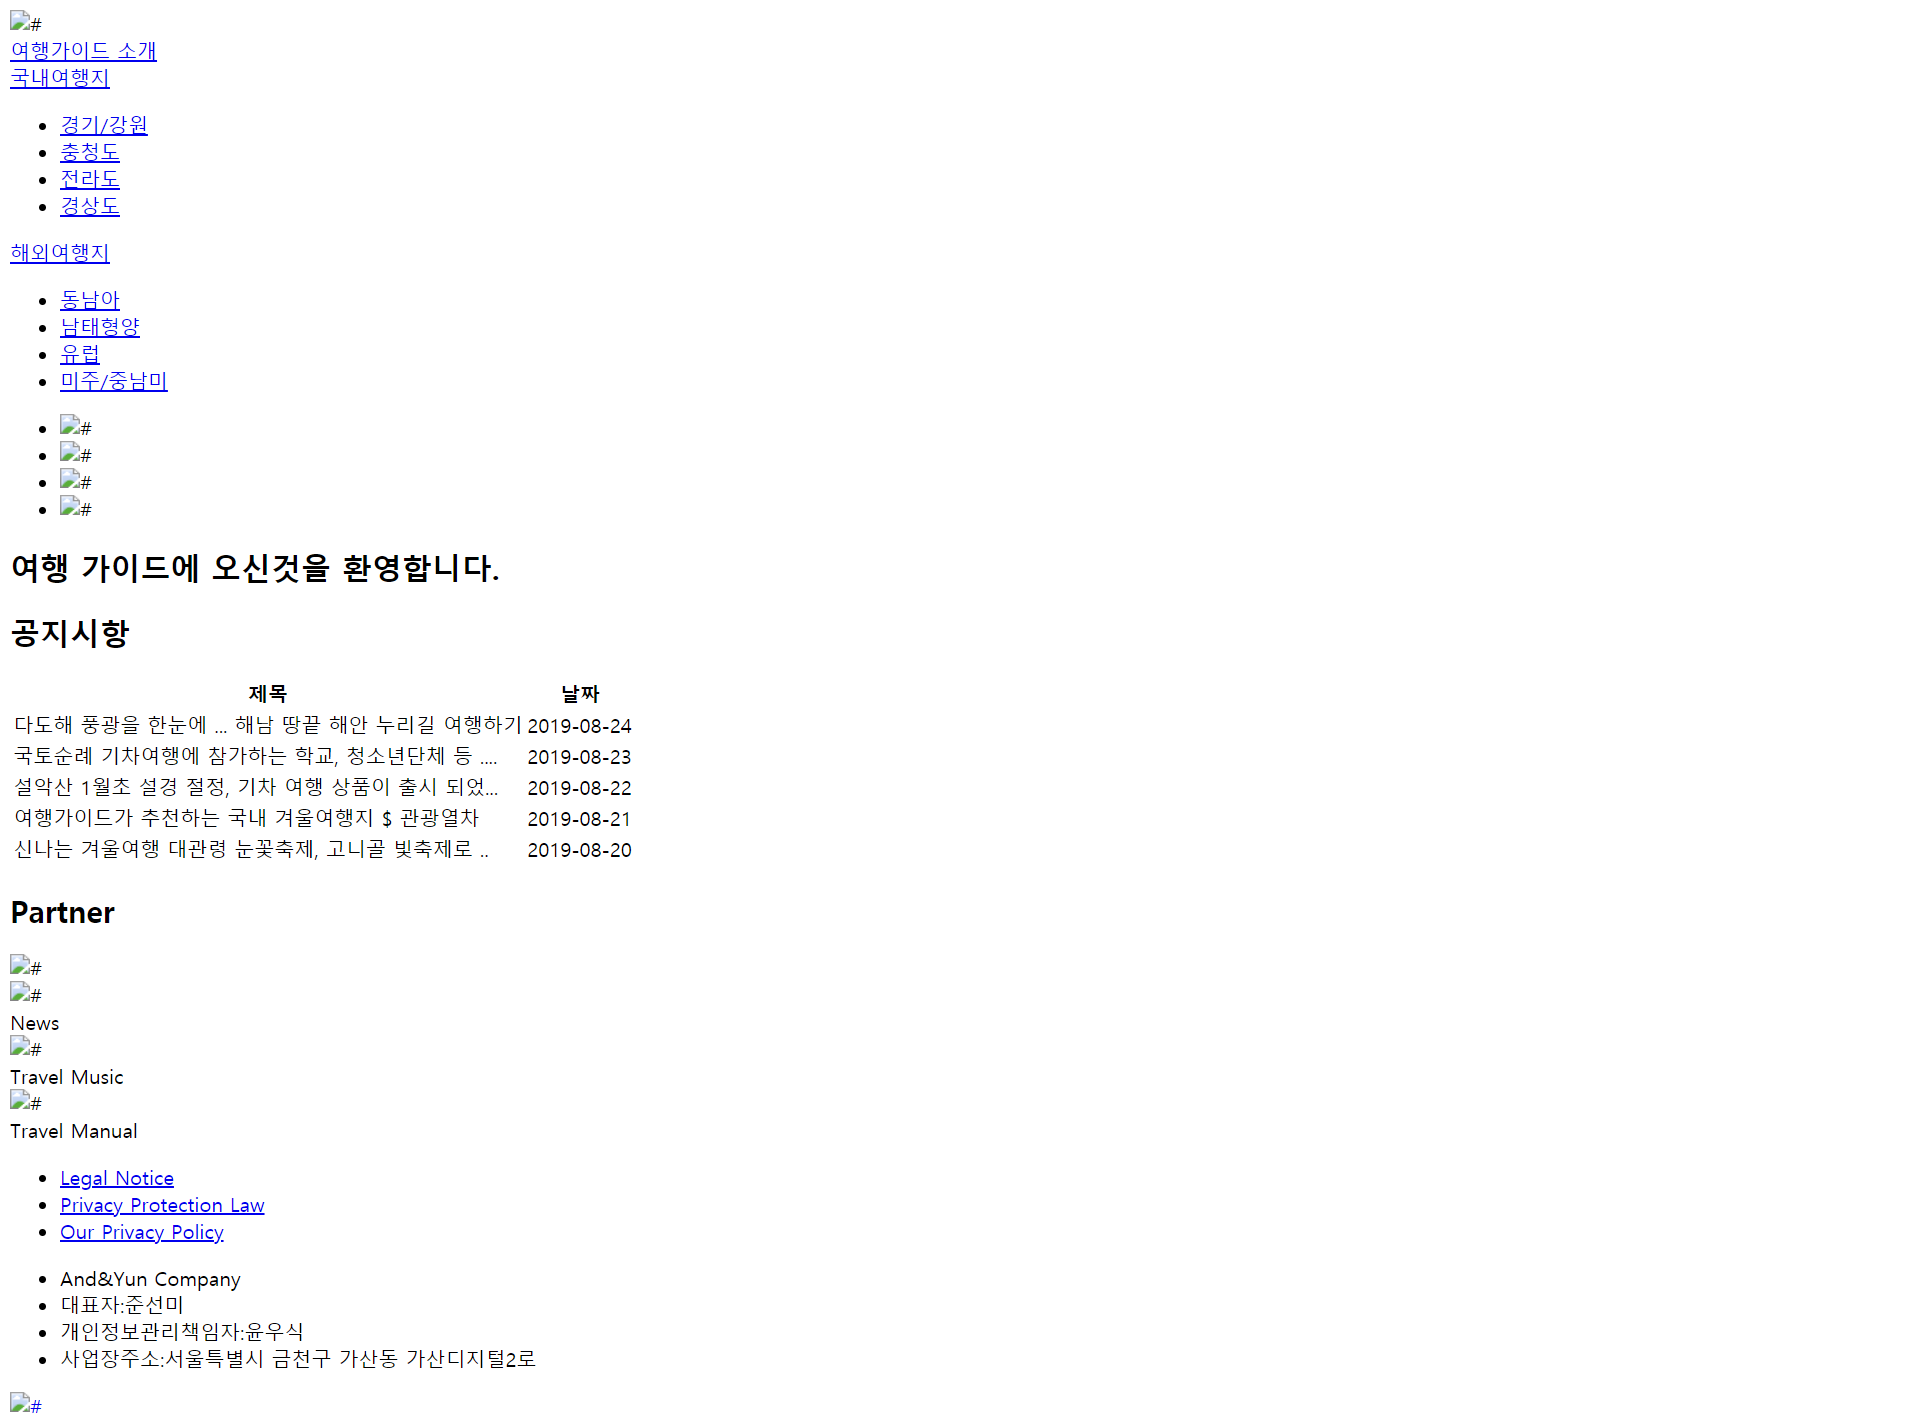 #
여행가이드 소개
국내여행지
경기/강원
충청도
전라도
경상도
해외여행지
동남아
남태형양
유럽
미주/중남미
#
#
#
#
여행 가이드에 오신것을 환영합니다.
공지시항
제목 날짜
다도해 풍광을 한눈에 ... 해남 땅끝 해안 누리길 여행하기 2019-08-24
국토순례 기차여행에 참가하는 학교, 청소년단체 등 .... 2019-08-23
설악산 1월초 설경 절정, 기차 여행 상품이 출시 되었... 2019-08-22
여행가이드가 추천하는 국내 겨울여행지 $ 관광열차 2019-08-21
신나는 겨울여행 대관령 눈꽃축제, 고니골 빛축제로 .. 2019-08-20
Partner
#
#
News
#
Travel Music
#
Travel Manual
Legal Notice
Privacy Protection Law
Our Privacy Policy
And&Yun Company
대표자:준선미
개인정보관리책임자:윤우식
사업장주소:서울특별시 금천구 가산동 가산디지털2로
#